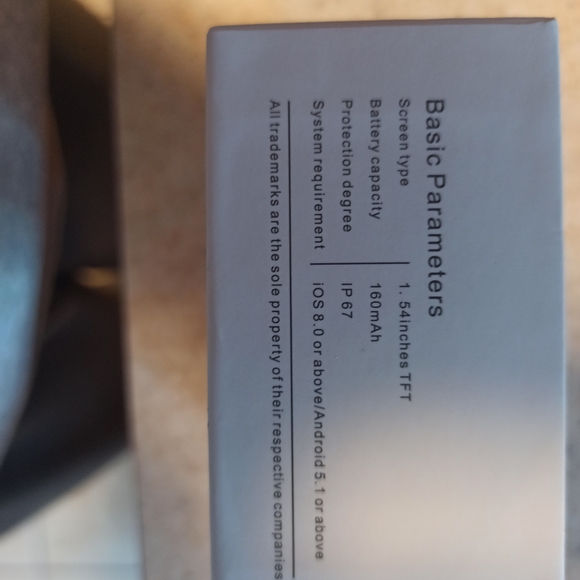 Basic Parameters
Screen type 1. 54inches TFT
Battery capacity 160mAh
Protection degree IP 67
System requirement iOS 8.0 or above/Android 5.1 or above
All trademarks are the sole property of their respective companies